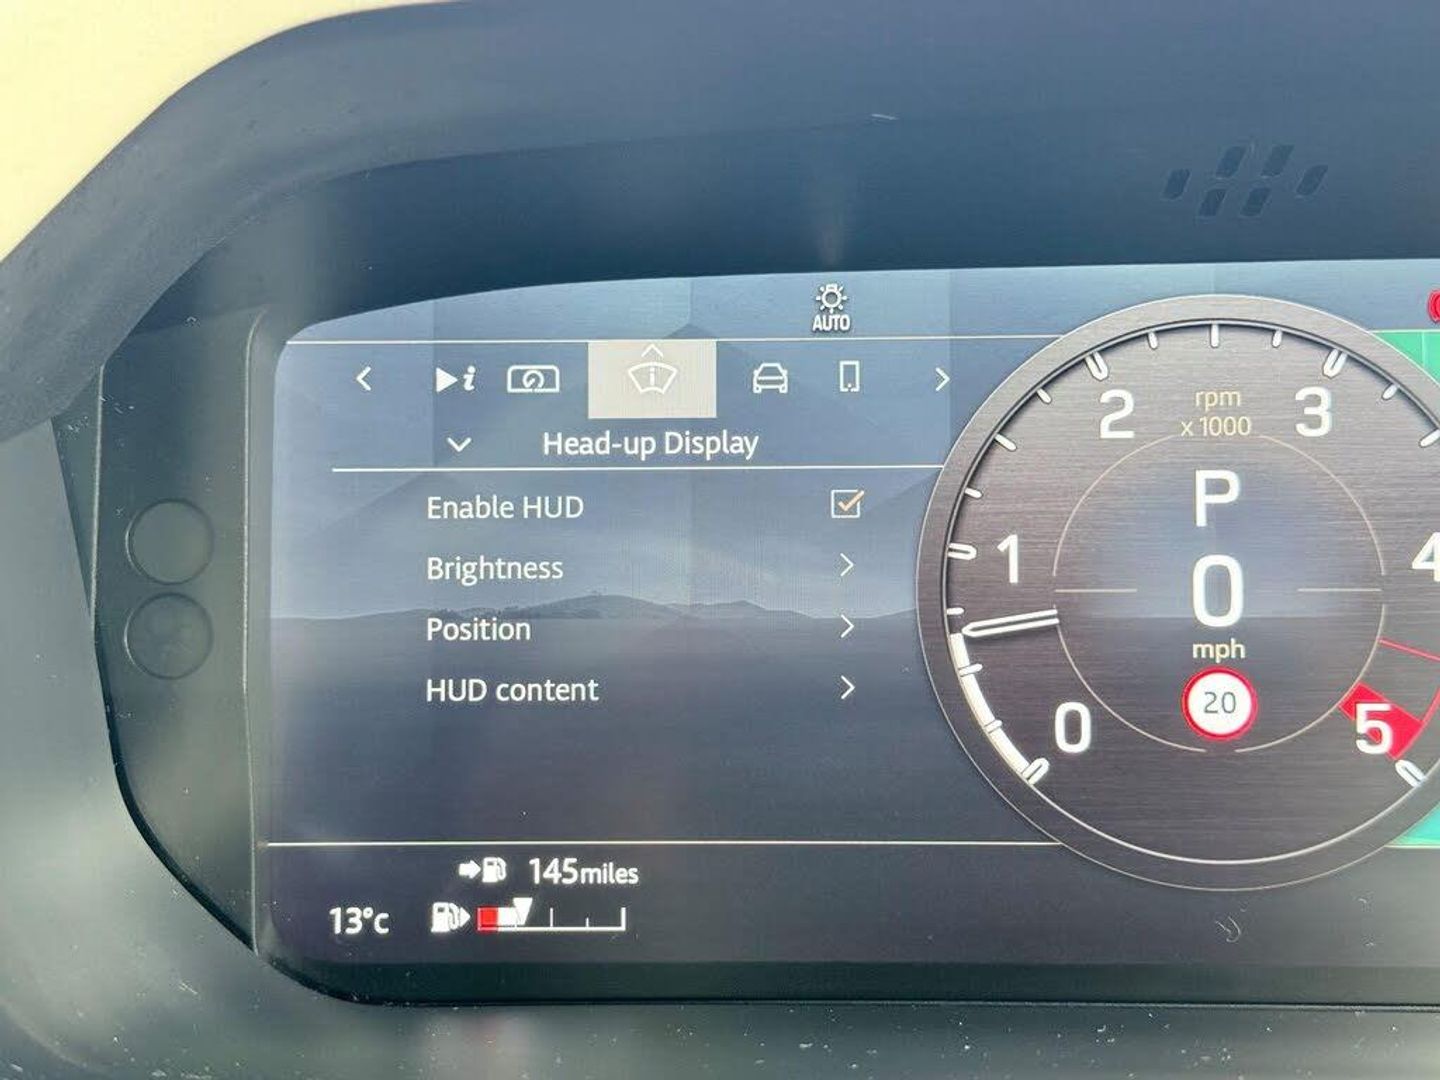 AUTO
Head-up Display
Enable HUD
Brightness
Position
HUD content
145miles
13°c
rpm
x 1000
0
1
2
3
4
5
P
0
mph
20